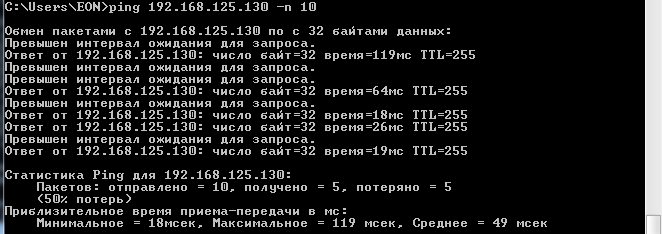 C:\Users\EON>ping 192.168.125.130 -n 10
Обмен пакетами с 192.168.125.130 по с 32 байтами данных:
Превышен интервал ожидания для запроса.
Ответ от 192.168.125.130: число байт=32 время=119мс TTL=255
Превышен интервал ожидания для запроса.
Превышен интервал ожидания для запроса.
Ответ от 192.168.125.130: число байт=32 время=64мс TTL=255
Превышен интервал ожидания для запроса.
Ответ от 192.168.125.130: число байт=32 время=18мс TTL=255
Ответ от 192.168.125.130: число байт=32 время=26мс TTL=255
Превышен интервал ожидания для запроса.
Ответ от 192.168.125.130: число байт=32 время=19мс TTL=255
Статистика Ping для 192.168.125.130:
Пакетов: отправлено = 10, получено = 5, потеряно = 5
(50% потерь)
Приблизительное время приема-передачи в мс:
Минимальное = 18мсек, Максимальное = 119 мсек, Среднее = 49 мсек